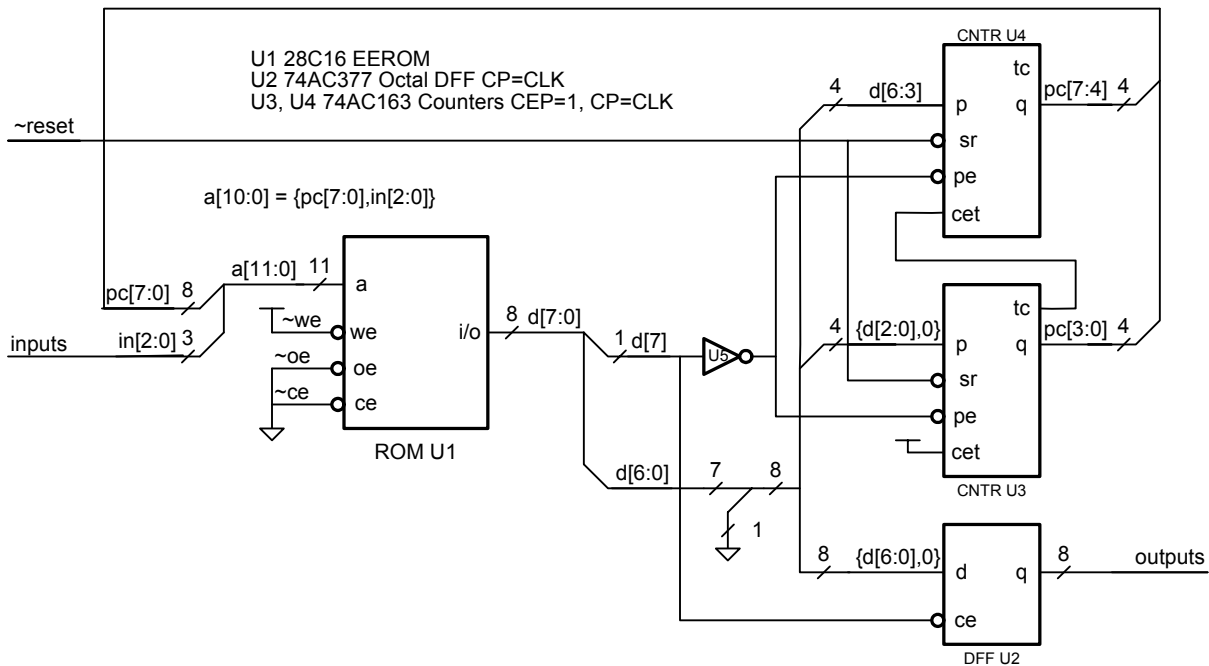 CNTR U4
U1 28C16 EEROM
U2 74AC377 Octal DFF CP=CLK
U3, U4 74AC163 Counters CEP=1, CP=CLK
tc
4
d[6:3]
p
q
pc[7:4]
4
~reset
sr
pe
cet
a[10:0] = {pc[7:0],in[2:0]}
pc[7:0]
8
a[11:0]
11
a
inputs
in[2:0]
3
~we
we
~oe
oe
~ce
ce
i/o
ROM U1
8
d[7:0]
1
d[7]
U5
d[6:0]
7
8
1
4
{d[2:0],0}
tc
p
q
pc[3:0]
4
sr
pe
cet
CNTR U3
8
{d[6:0],0}
d
q
8
outputs
ce
DFF U2